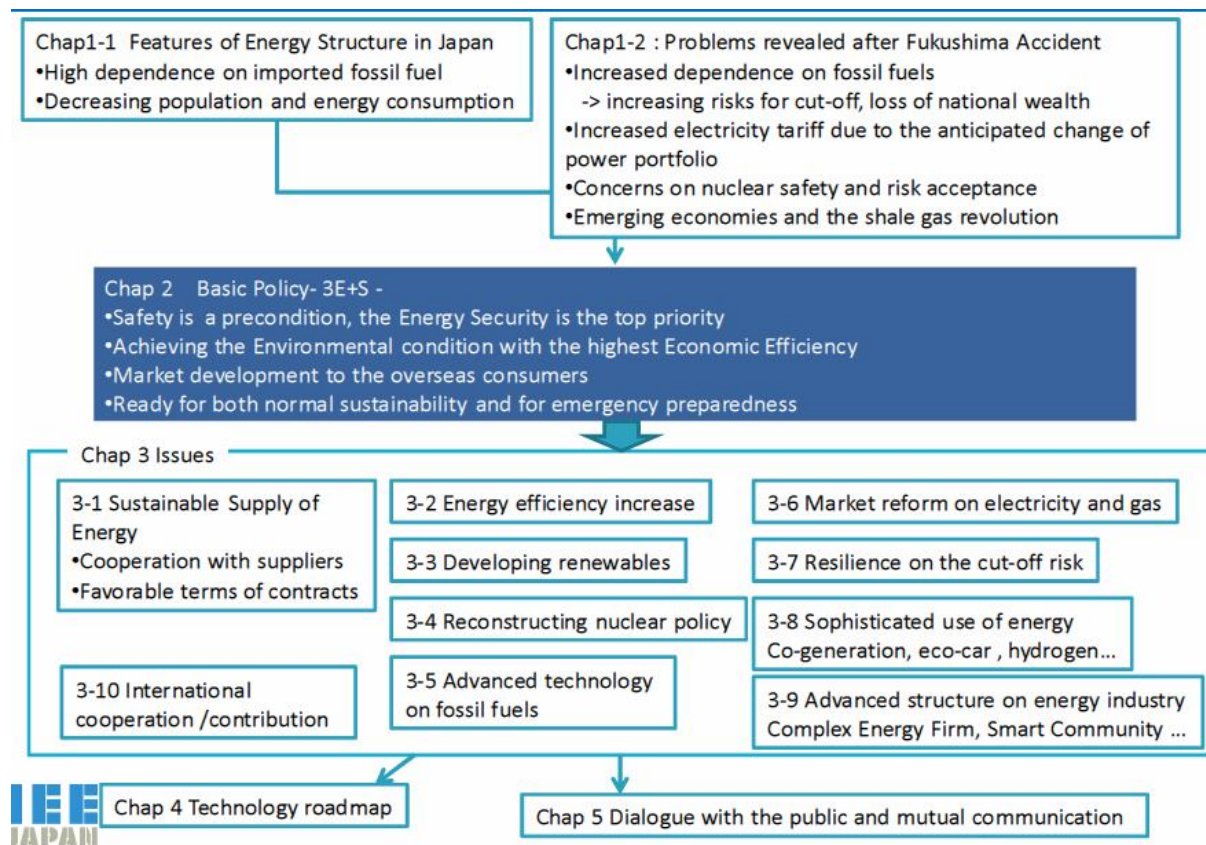 Chap1-1 Features of Energy Structure in Japan
•High dependence on imported fossil fuel
•Decreasing population and energy consumption
Chap1-2 : Problems revealed after Fukushima Accident
•Increased dependence on fossil fuels
-> increasing risks for cut-off, loss of national wealth
•Increased electricity tariff due to the anticipated change of
power portfolio
•Concerns on nuclear safety and risk acceptance
•Emerging economies and the shale gas revolution
Chap 2 Basic Policy- 3E+S -
•Safety is a precondition, the Energy Security is the top priority
•Achieving the Environmental condition with the highest Economic Efficiency
•Market development to the overseas consumers
•Ready for both normal sustainability and for emergency preparedness
Chap 3 Issues
3-1 Sustainable Supply of
Energy
•Cooperation with suppliers
•Favorable terms of contracts
3-10 International
cooperation /contribution
3-2 Energy efficiency increase
3-3 Developing renewables
3-4 Reconstructing nuclear policy
3-5 Advanced technology
on fossil fuels
3-6 Market reform on electricity and gas
3-7 Resilience on the cut-off risk
3-8 Sophisticated use of energy
Co-generation, eco-car , hydrogen...
3-9 Advanced structure on energy industry
Complex Energy Firm, Smart Community ...
Chap 4 Technology roadmap
Chap 5 Dialogue with the public and mutual communication
IEE
JAPAN